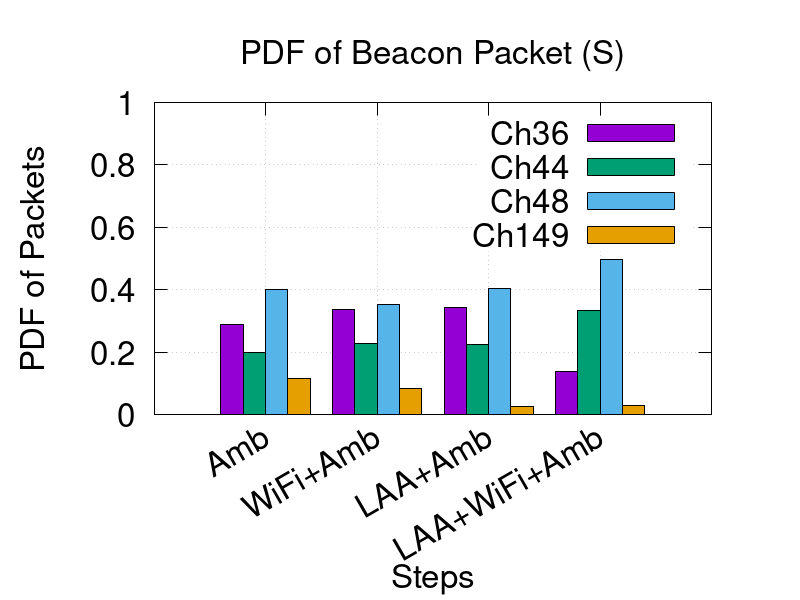 PDF of Beacon Packet (S)
1
0.8
0.6
0.4
0.2
0
PDF of Packets
Ch36
Ch44
Ch48
Ch149
Amb
WiFi+Amb
LAA+Amb
LAA+WiFi+Amb
Steps